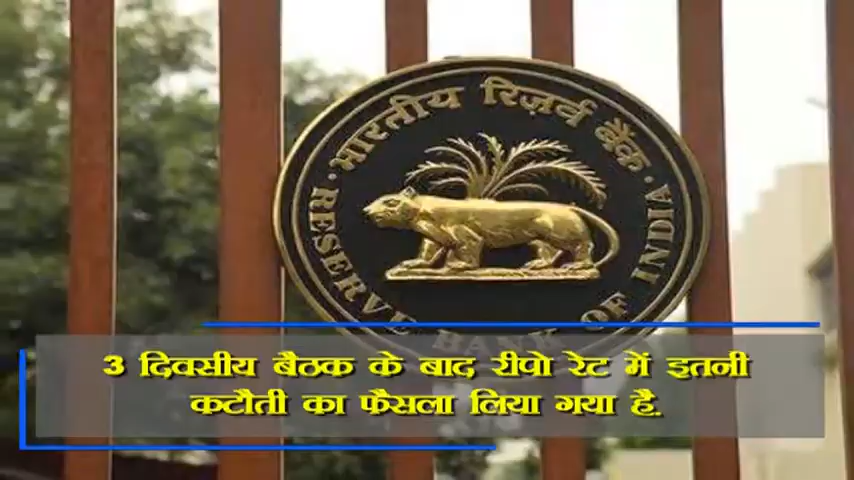 भारतीय रिज़र्व बैंक
RESERVE BANK OF INDIA
3 दिवसीय बैठक के बाद रीपो रेट में इतनी
कटौती का फैसला लिया गया है.